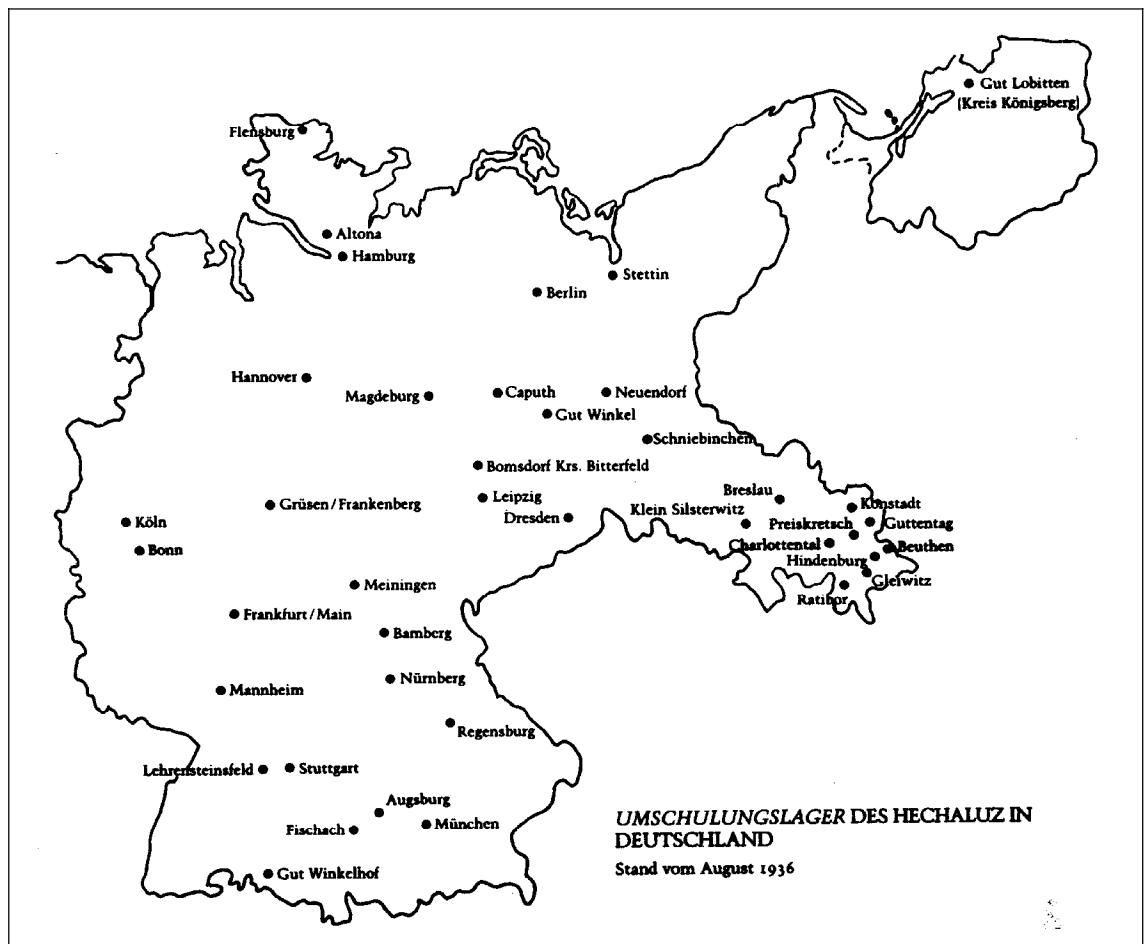 Gut Lobitten
(Kreis Königsberg)
Flensburg
Altona
Hamburg
Stettin
Berlin
Hannover
Magdeburg
Caputh
Neuendorf
Gut Winkel
Schniebinchen
Bomsdorf Krs. Bitterfeld
Leipzig
Breslau
Grüsen/Frankenberg
Dresden
Klein Silsterwitz
Konstadt
Köln
Preiskretsch
Guttentag
Bonn
Charlottental
Beuthen
Hindenburg
Gleiwitz
Meiningen
Ratibor
Frankfurt/Main
Bamberg
Nürnberg
Mannheim
Regensburg
Lehrensteinsfeld
Stuttgart
Augsburg
München
Fischach
Gut Winkelhof
UMSCHULUNGSLAGER DES HECHALUZ IN
DEUTSCHLAND
Stand vom August 1936